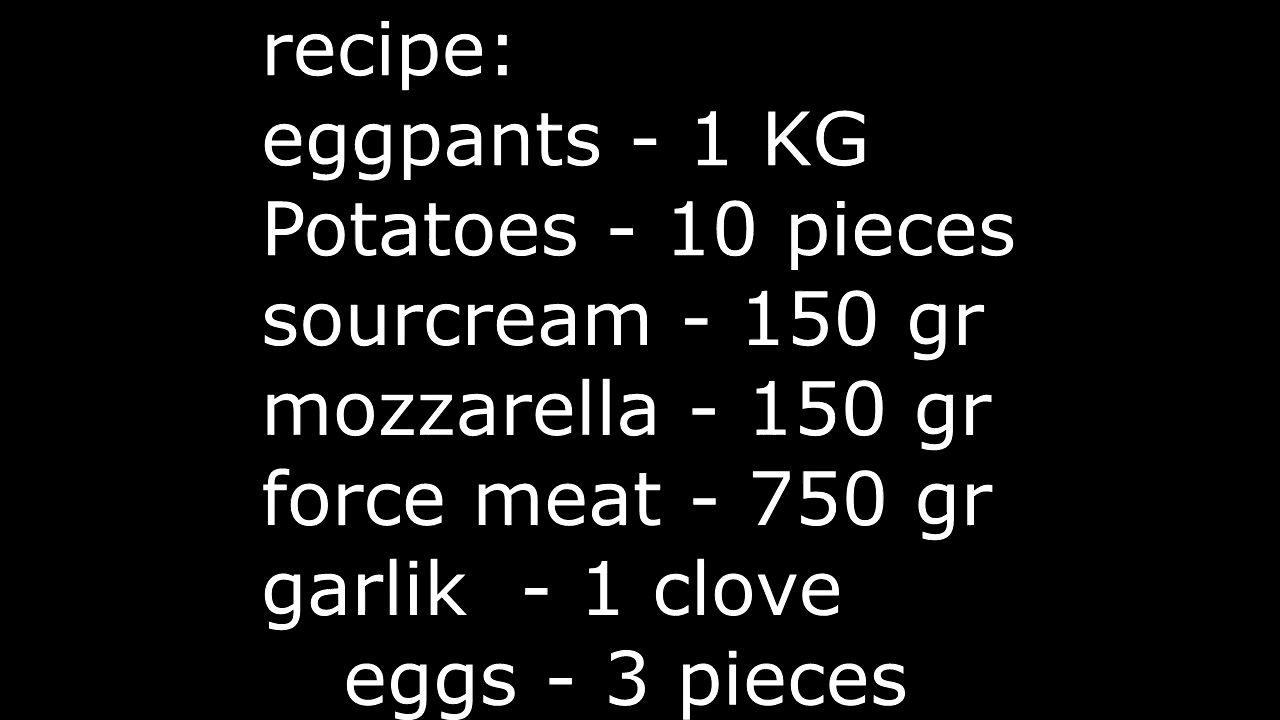 recipe:
eggpants - 1 KG
Potatoes - 10 pieces
sourcream - 150 gr
mozzarella - 150 gr
force meat - 750 gr
garlik  - 1 clove
eggs - 3 pieces